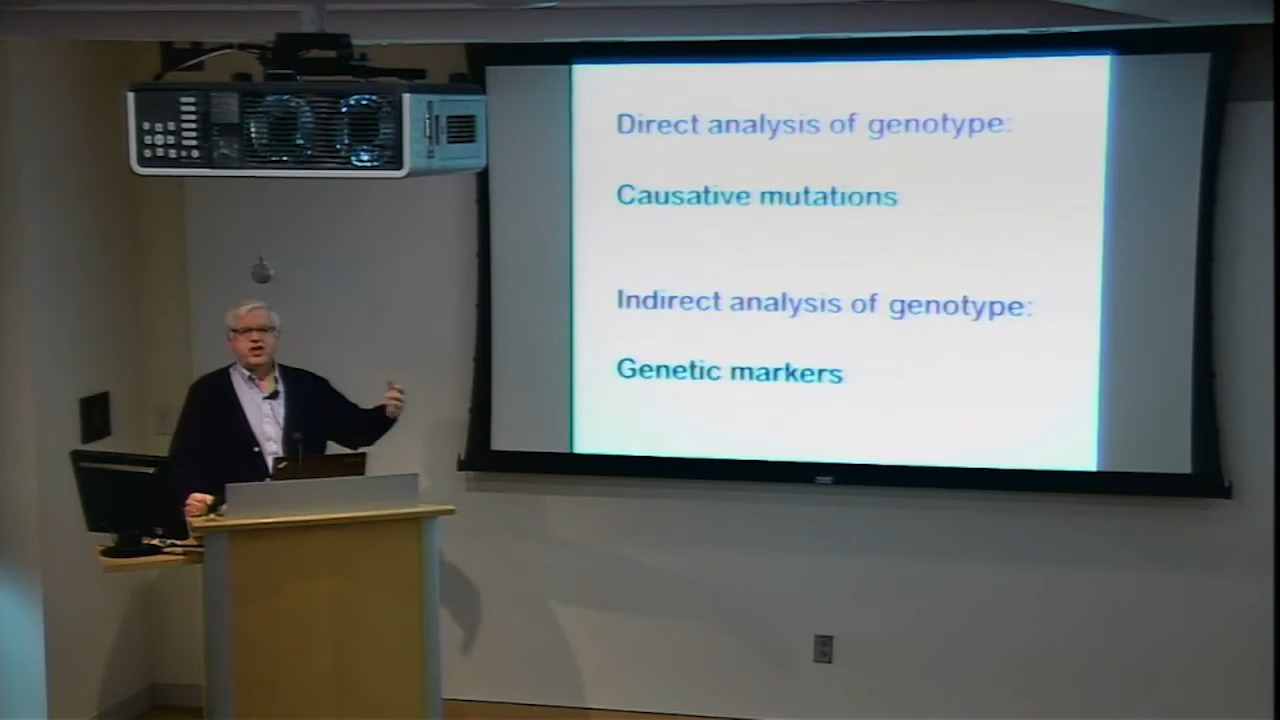 Direct analysis of genotype:
Causative mutations
Indirect analysis of genotype:
Genetic markers